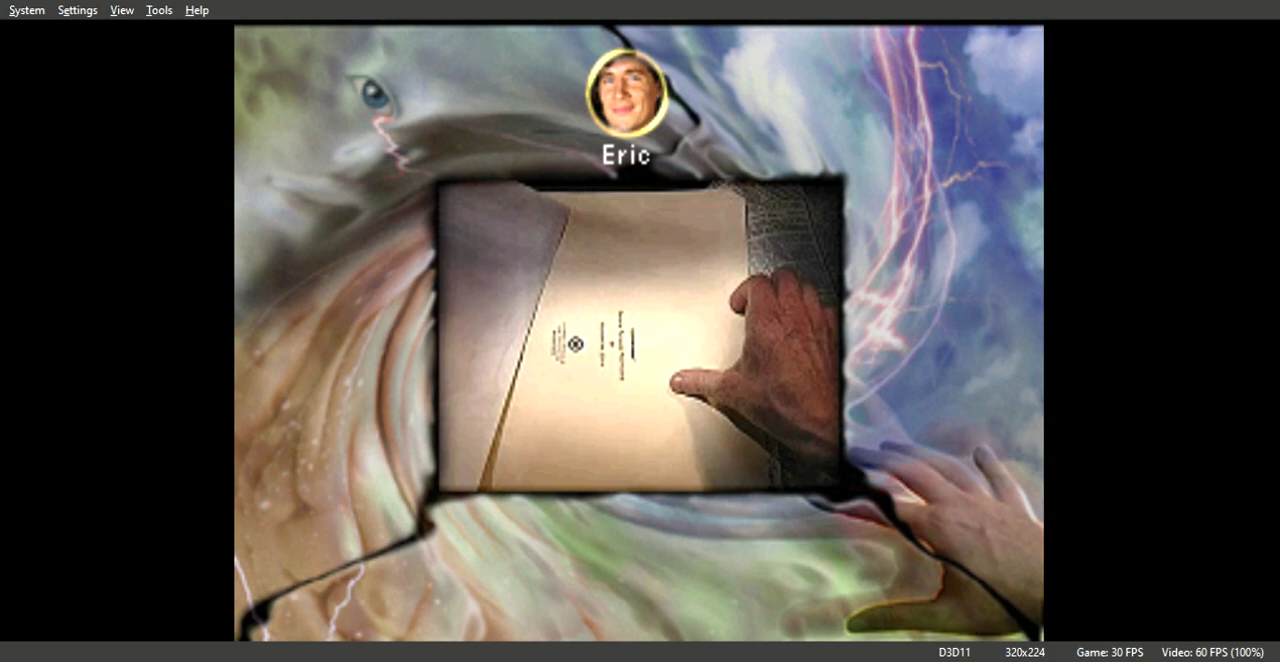 System Settings View Tools Help
Eric
D3D11 320x224 Game: 30 FPS Video: 60 FPS (100%)